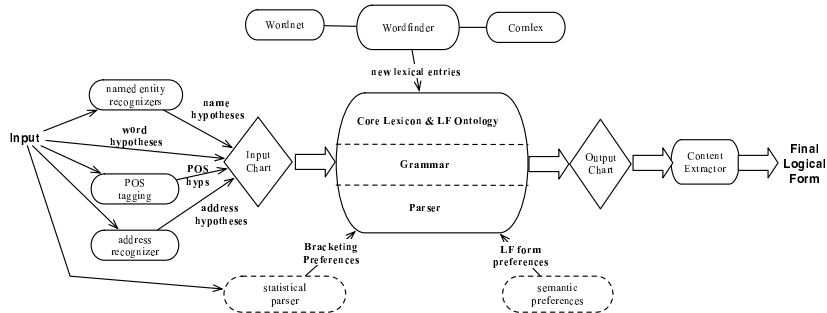 Wordnet
Wordfinder
Comlex
new lexical entries
named entity
recognizers
name
hypotheses
Input
word
hypotheses
Input
Chart
POS
tagging
POS
hyps
address
hypotheses
address
recognizer
Core Lexicon & LF Ontology
Grammar
Parser
Output
Chart
Content
Extractor
Final
Logical
Form
Bracketing
Preferences
LF form
preferences
statistical
parser
semantic
preferences